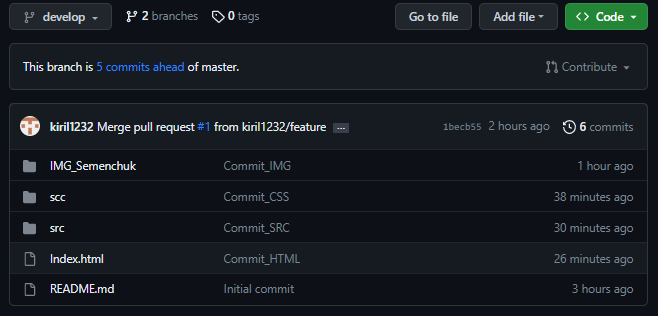 develop 2 branches 0 tags Go to file Add file Code
This branch is 5 commits ahead of master. Contribute
kiril1232 Merge pull request #1 from kiril1232/feature ... 1becb55 2 hours ago 6 commits
IMG_Semenchuk Commit_IMG 1 hour ago
scc Commit_CSS 38 minutes ago
src Commit_SRC 30 minutes ago
Index.html Commit_HTML 26 minutes ago
README.md Initial commit 3 hours ago